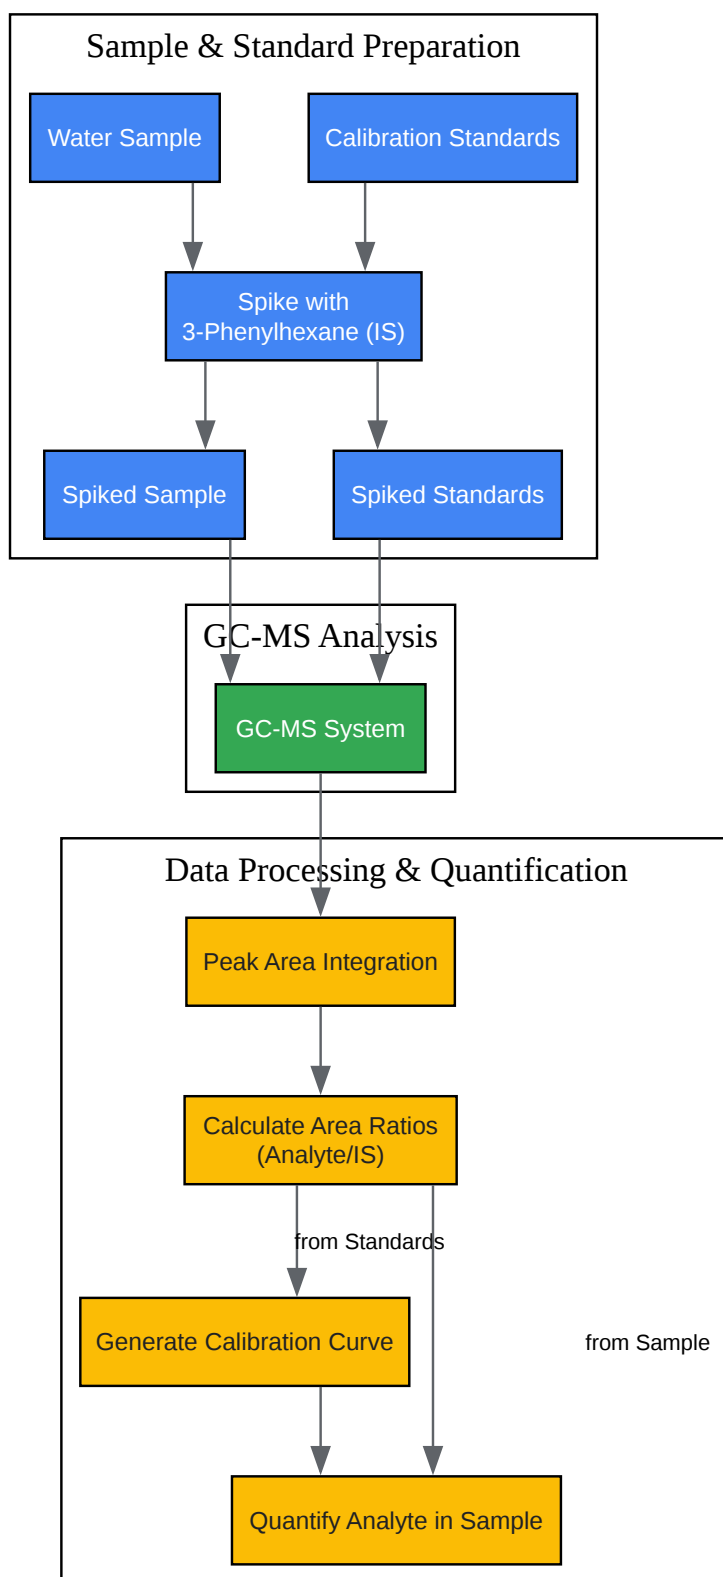 Sample & Standard Preparation
Water Sample
Calibration Standards
Spike with
3-Phenylhexane (IS)
Spiked Sample
Spiked Standards
GC-MS Analysis
GC-MS System
Data Processing & Quantification
Peak Area Integration
Calculate Area Ratios
(Analyte/IS)
from Standards
Generate Calibration Curve
from Sample
Quantify Analyte in Sample